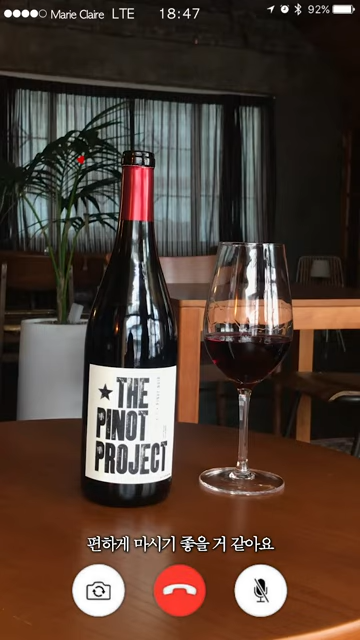 Marie Claire LTE 18:47 92%
★ THE
PINOT
PROJECT
편하게 마시기 좋을 거 같아요